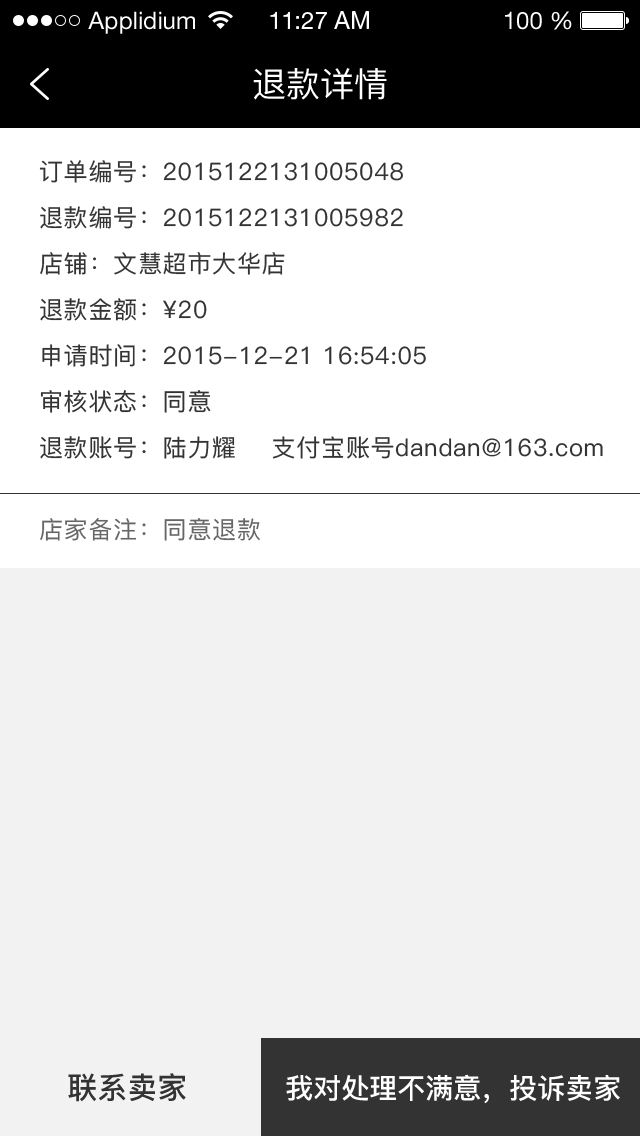 Applidium 11:27 AM 100 %
退款详情
订单编号：2015122131005048
退款编号：2015122131005982
店铺：文慧超市大华店
退款金额：¥20
申请时间：2015-12-21 16:54:05
审核状态：同意
退款账号：陆力耀 支付宝账号dandan@163.com
店家备注：同意退款
联系卖家 我对处理不满意，投诉卖家